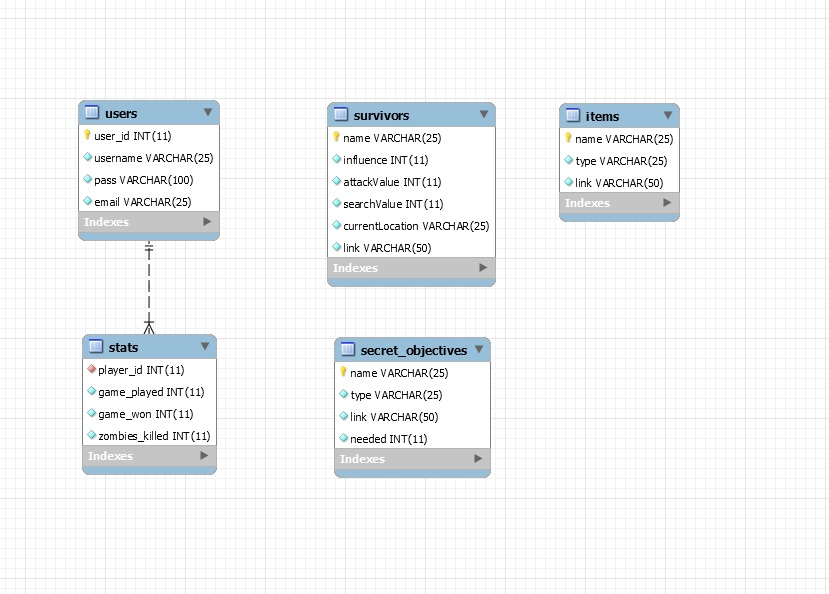 users
user_id INT(11)
username VARCHAR(25)
pass VARCHAR(100)
email VARCHAR(25)
Indexes
survivors
name VARCHAR(25)
influence INT(11)
attackValue INT(11)
searchValue INT(11)
currentLocation VARCHAR(25)
link VARCHAR(50)
Indexes
items
name VARCHAR(25)
type VARCHAR(25)
link VARCHAR(50)
Indexes
stats
player_id INT(11)
game_played INT(11)
game_won INT(11)
zombies_killed INT(11)
Indexes
secret_objectives
name VARCHAR(25)
type VARCHAR(25)
link VARCHAR(50)
needed INT(11)
Indexes